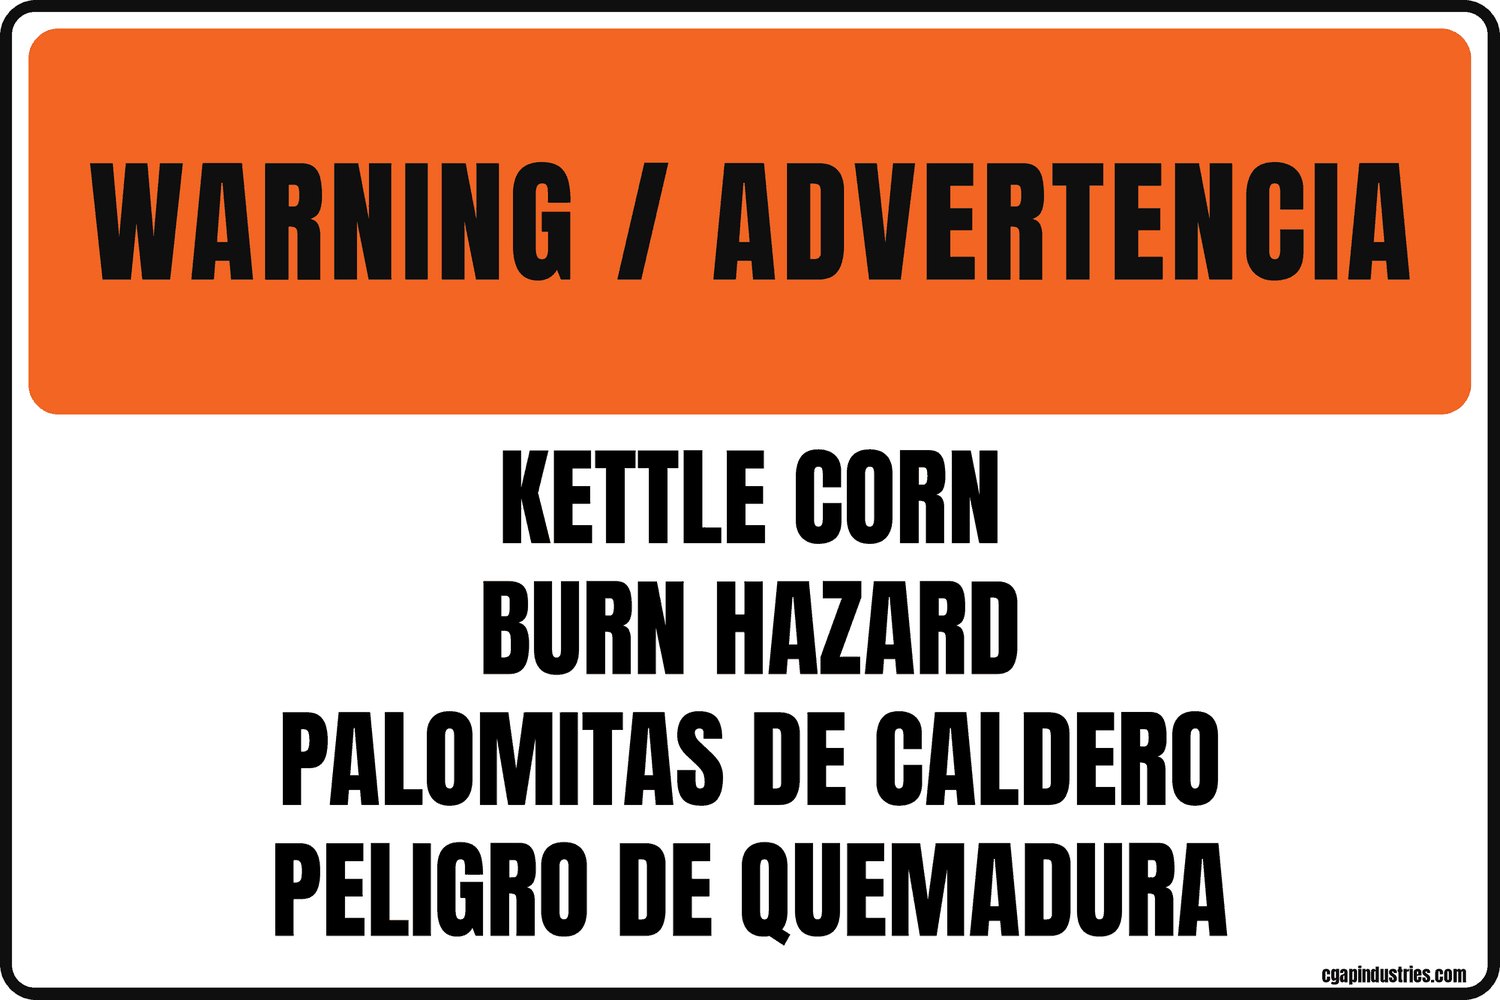 WARNING / ADVERTENCIA
KETTLE CORN
BURN HAZARD
PALOMITAS DE CALDERO
PELIGRO DE QUEMADURA
cgapindustries.com